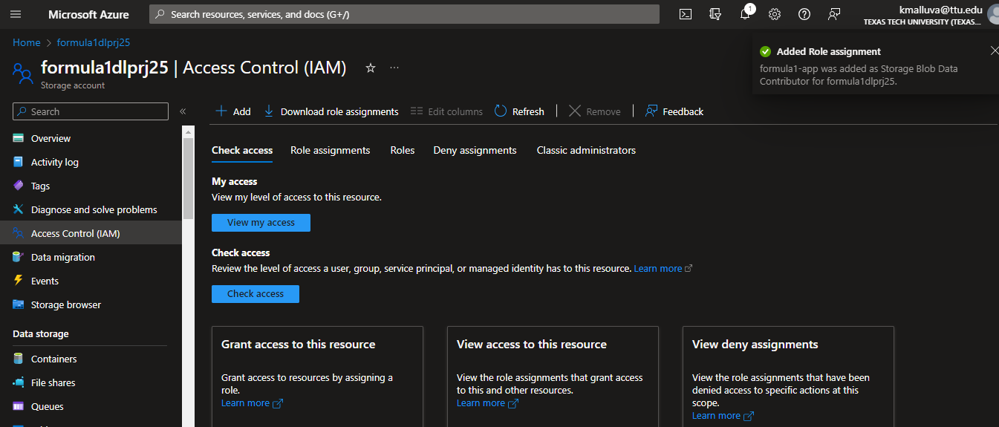 Microsoft Azure
Search resources, services, and docs (G+/)
1
kmalluva@ttu.edu
TEXAS TECH UNIVERSITY (TEXAS...
Home > formula1dlprj25
formula1dlprj25 | Access Control (IAM)
Storage account
Added Role assignment
formula1-app was added as Storage Blob Data
Contributor for formula1dlprj25.
Search
Add
Download role assignments
Edit columns
Refresh
Remove
Feedback
Overview
Activity log
Tags
Diagnose and solve problems
Access Control (IAM)
Data migration
Events
Storage browser
Data storage
Containers
File shares
Queues
Check access
Role assignments
Roles
Deny assignments
Classic administrators
My access
View my level of access to this resource.
View my access
Check access
Review the level of access a user, group, service principal, or managed identity has to this resource. Learn more
Check access
Grant access to this resource
Grant access to resources by assigning a
role.
Learn more
View access to this resource
View the role assignments that grant access
to this and other resources.
Learn more
View deny assignments
View the role assignments that have been
denied access to specific actions at this
scope.
Learn more